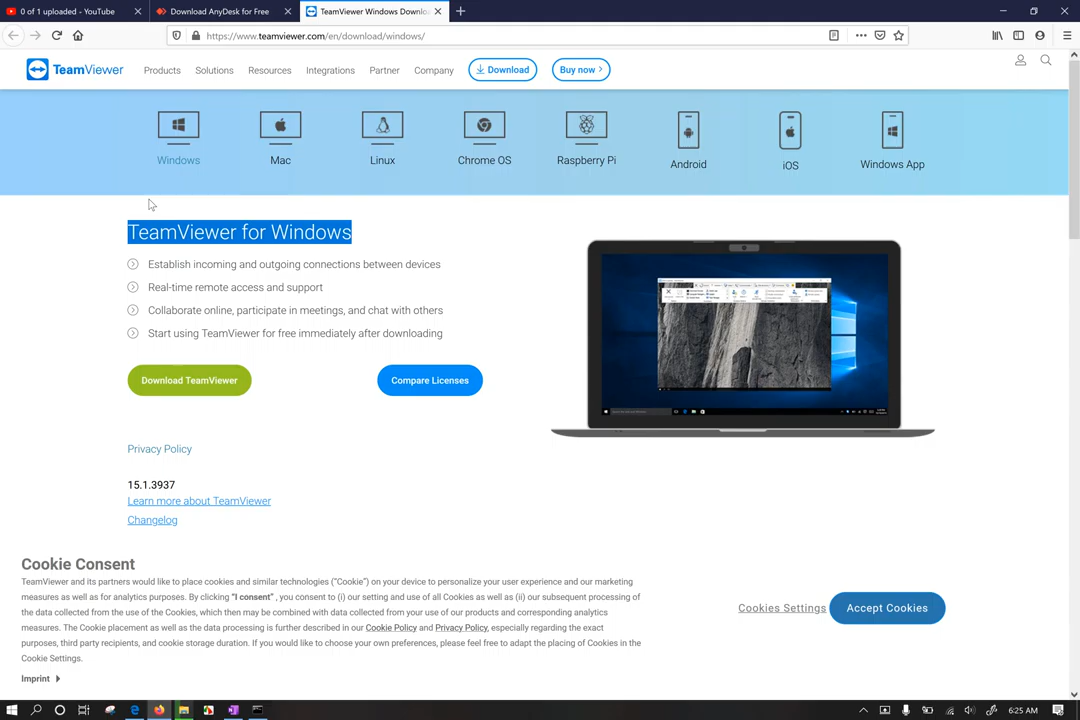 0 of 1 uploaded - YouTube
Download AnyDesk for Free
TeamViewer Windows Downlo
https://www.teamviewer.com/en/download/windows/
TeamViewer
Products
Solutions
Resources
Integrations
Partner
Company
Download
Buy now
Windows
Mac
Linux
Chrome OS
Raspberry Pi
Android
iOS
Windows App
TeamViewer for Windows
Establish incoming and outgoing connections between devices
Real-time remote access and support
Collaborate online, participate in meetings, and chat with others
Start using TeamViewer for free immediately after downloading
Download TeamViewer
Compare Licenses
Privacy Policy
15.1.3937
Learn more about TeamViewer
Changelog
Cookie Consent
TeamViewer and its partners would like to place cookies and similar technologies ("Cookie") on your device to personalize your user experience and our marketing
measures as well as for analytics purposes. By clicking "I consent" , you consent to (i) our setting and use of all Cookies as well as (ii) our subsequent processing of
the data collected from the use of the Cookies, which then may be combined with data collected from your use of our products and corresponding analytics
measures. The Cookie placement as well as the data processing is further described in our Cookie Policy and Privacy Policy, especially regarding the exact
purposes, third party recipients, and cookie storage duration. If you would like to choose your own preferences, please feel free to adapt the placing of Cookies in the
Cookie Settings.
Imprint
Cookies Settings
Accept Cookies
6:25 AM